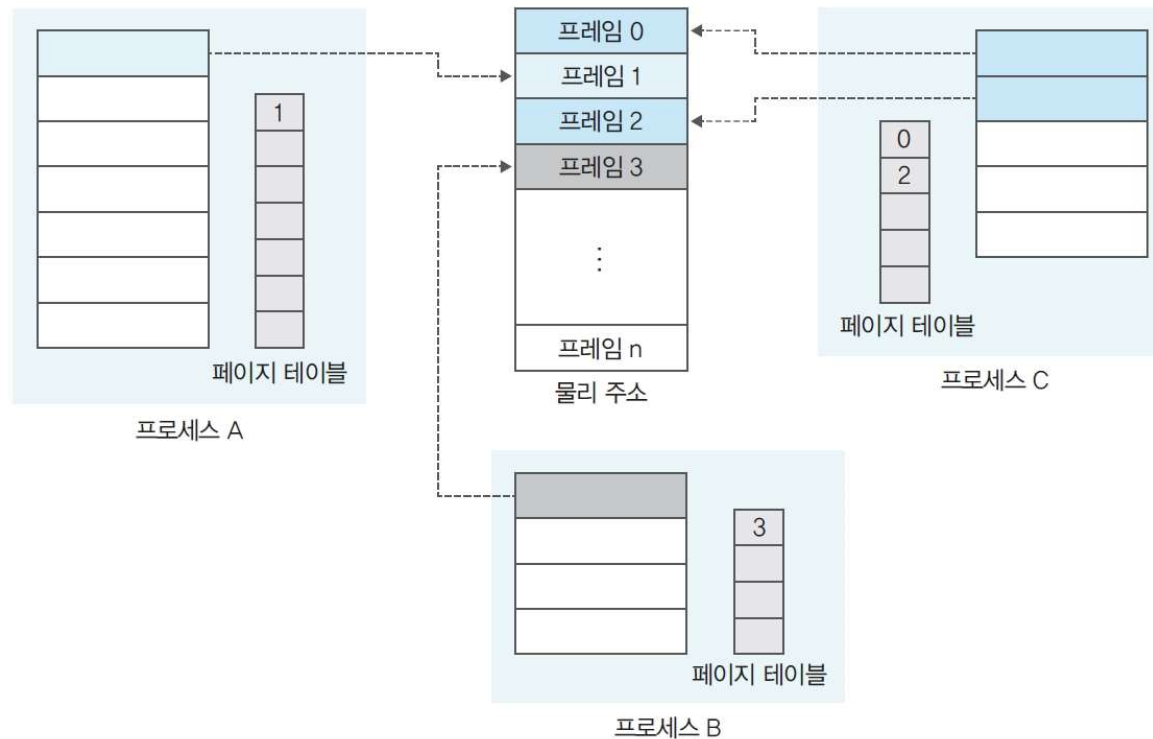 프레임 0
프레임 1
프레임 2
프레임 3
⋮
프레임 n
물리 주소
1
페이지 테이블
프로세스 A
0
2
페이지 테이블
프로세스 C
3
페이지 테이블
프로세스 B